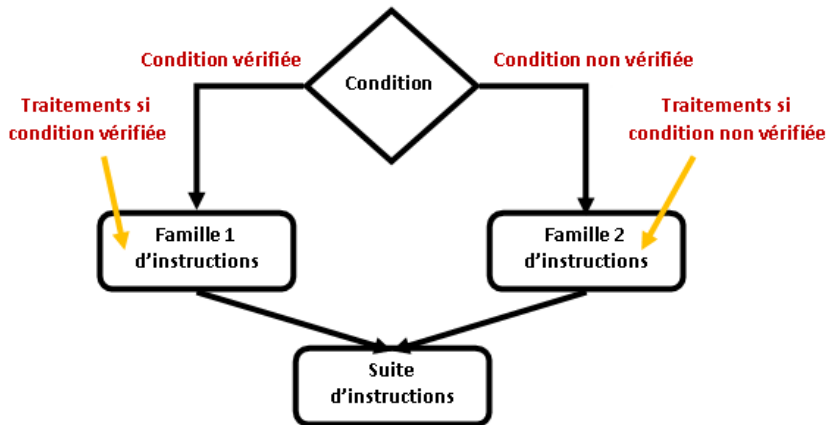 Condition vérifiée
Condition non vérifiée
Condition
Traitements si
condition vérifiée
Traitements si
condition non vérifiée
Famille 1
d'instructions
Famille 2
d'instructions
Suite
d'instructions